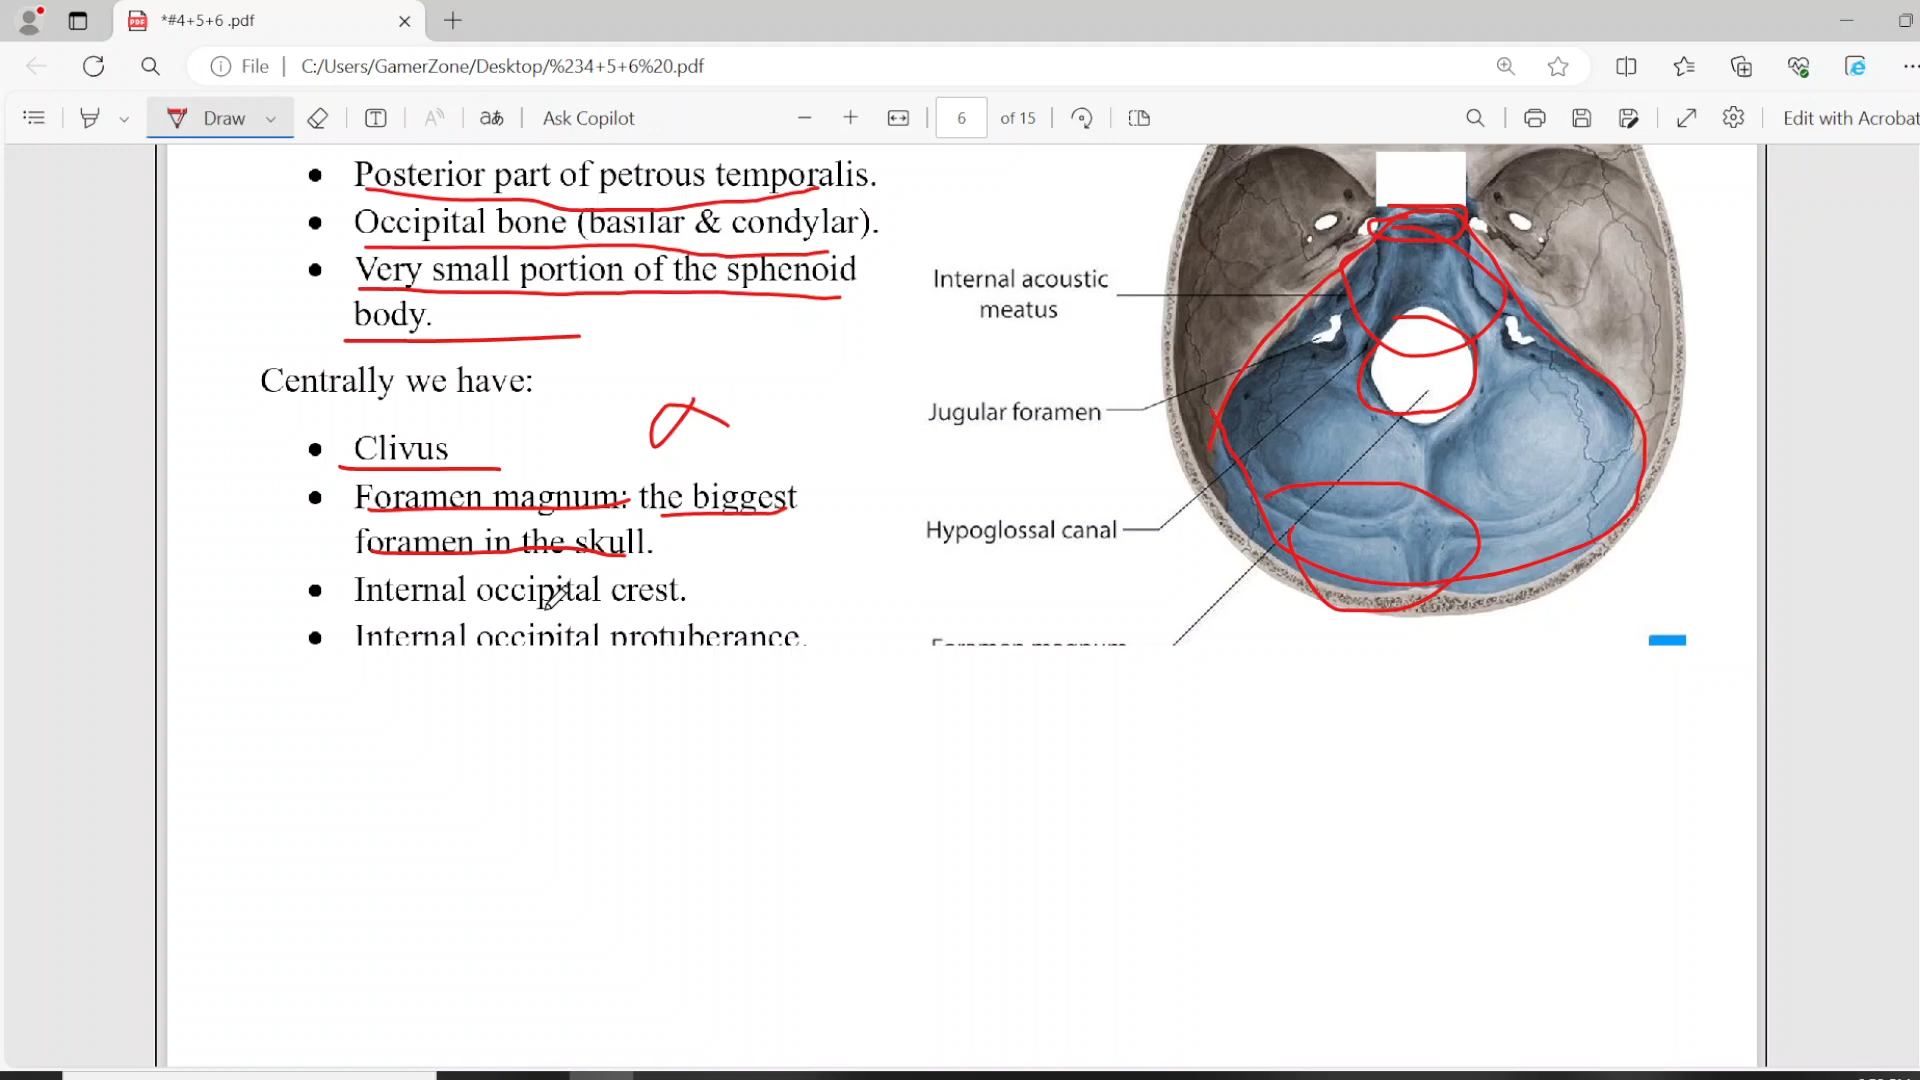 *#4+5+6 .pdf
File
C:/Users/GamerZone/Desktop/%234+5+6%20.pdf
Draw
Ask Copilot
6
of 15
Edit with Acrobat
• Posterior part of petrous temporalis.
• Occipital bone (basilar & condylar).
• Very small portion of the sphenoid
body.
Centrally we have:
• Clivus
• Foramen magnum: the biggest
foramen in the skull.
• Internal occipital crest.
• Internal occipital protuberance.
Internal acoustic
meatus
Jugular foramen
Hypoglossal canal
Foramen magnum